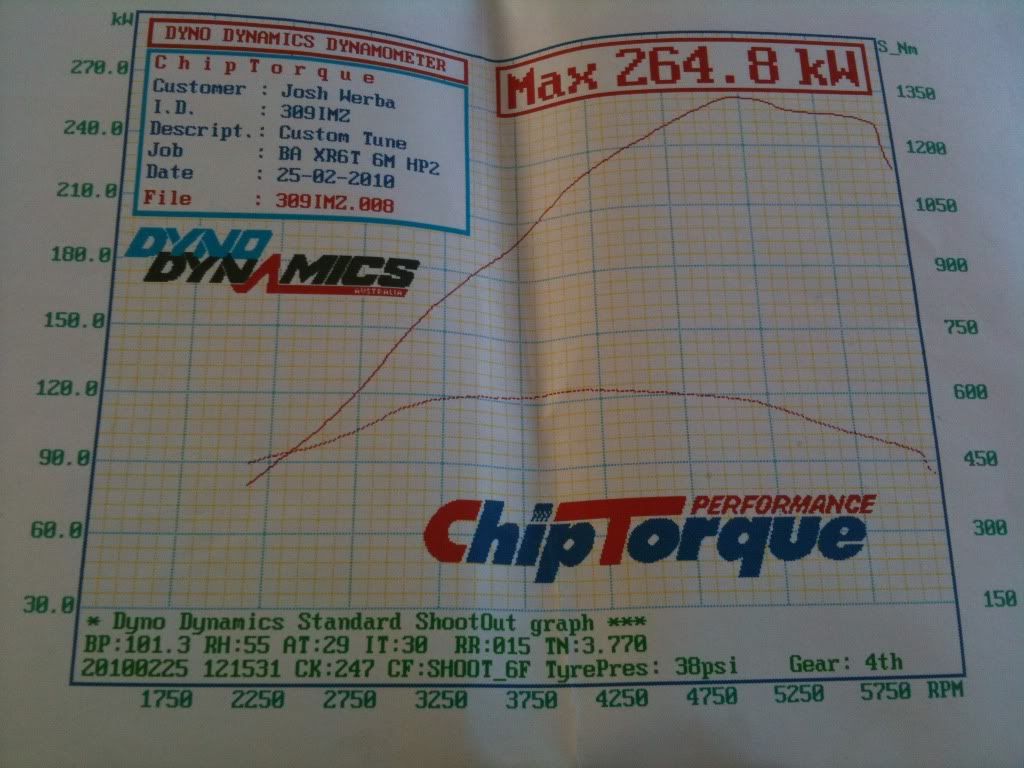 kW
DYNO DYNAMICS DYNAMOMETER
ChipTorque
Customer : Josh Werba
I.D. : 309IMZ
Descript.: Custom Tune
Job : BA XR6T 6M HP2
Date : 25-02-2010
File : 309IMZ.008
Max 264.8 kW
S_Nm
270.0
240.0
210.0
180.0
150.0
120.0
90.0
60.0
30.0
1350
1200
1050
900
750
600
450
300
150
DYNO
DYNAMICS
AUSTRALIA
ChipTorque PERFORMANCE
* Dyno Dynamics Standard ShootOut graph ***
BP:101.3 RH:55 AT:29 IT:30 RR:015 TN:3.770
20100225 121531 CK:247 CF:SHOOT_6F TyrePres: 38psi Gear: 4th
1750 2250 2750 3250 3750 4250 4750 5250 5750 RPM